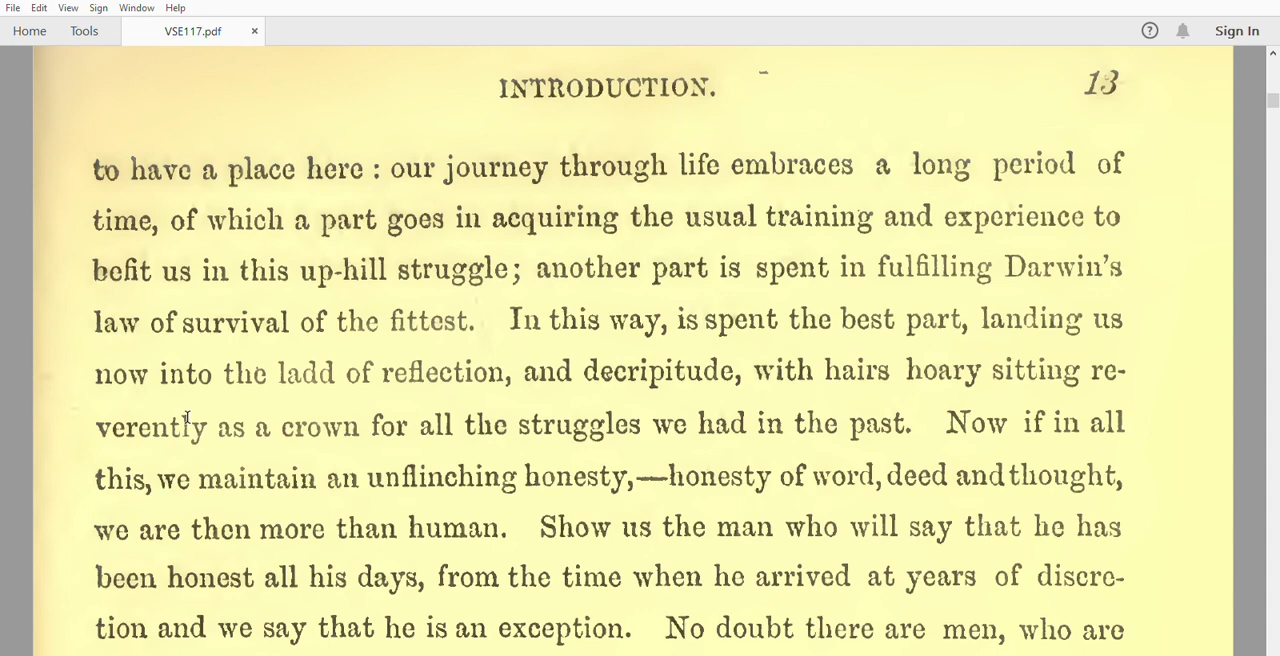 File Edit View Sign Window Help
Home Tools VSE117.pdf × ? Sign In
INTRODUCTION. 13
to have a place here : our journey through life embraces a long period of
time, of which a part goes in acquiring the usual training and experience to
befit us in this up-hill struggle; another part is spent in fulfilling Darwin's
law of survival of the fittest. In this way, is spent the best part, landing us
now into the ladd of reflection, and decripitude, with hairs hoary sitting re-
verently as a crown for all the struggles we had in the past. Now if in all
this, we maintain an unflinching honesty,—honesty of word, deed and thought,
we are then more than human. Show us the man who will say that he has
been honest all his days, from the time when he arrived at years of discre-
tion and we say that he is an exception. No doubt there are men, who are